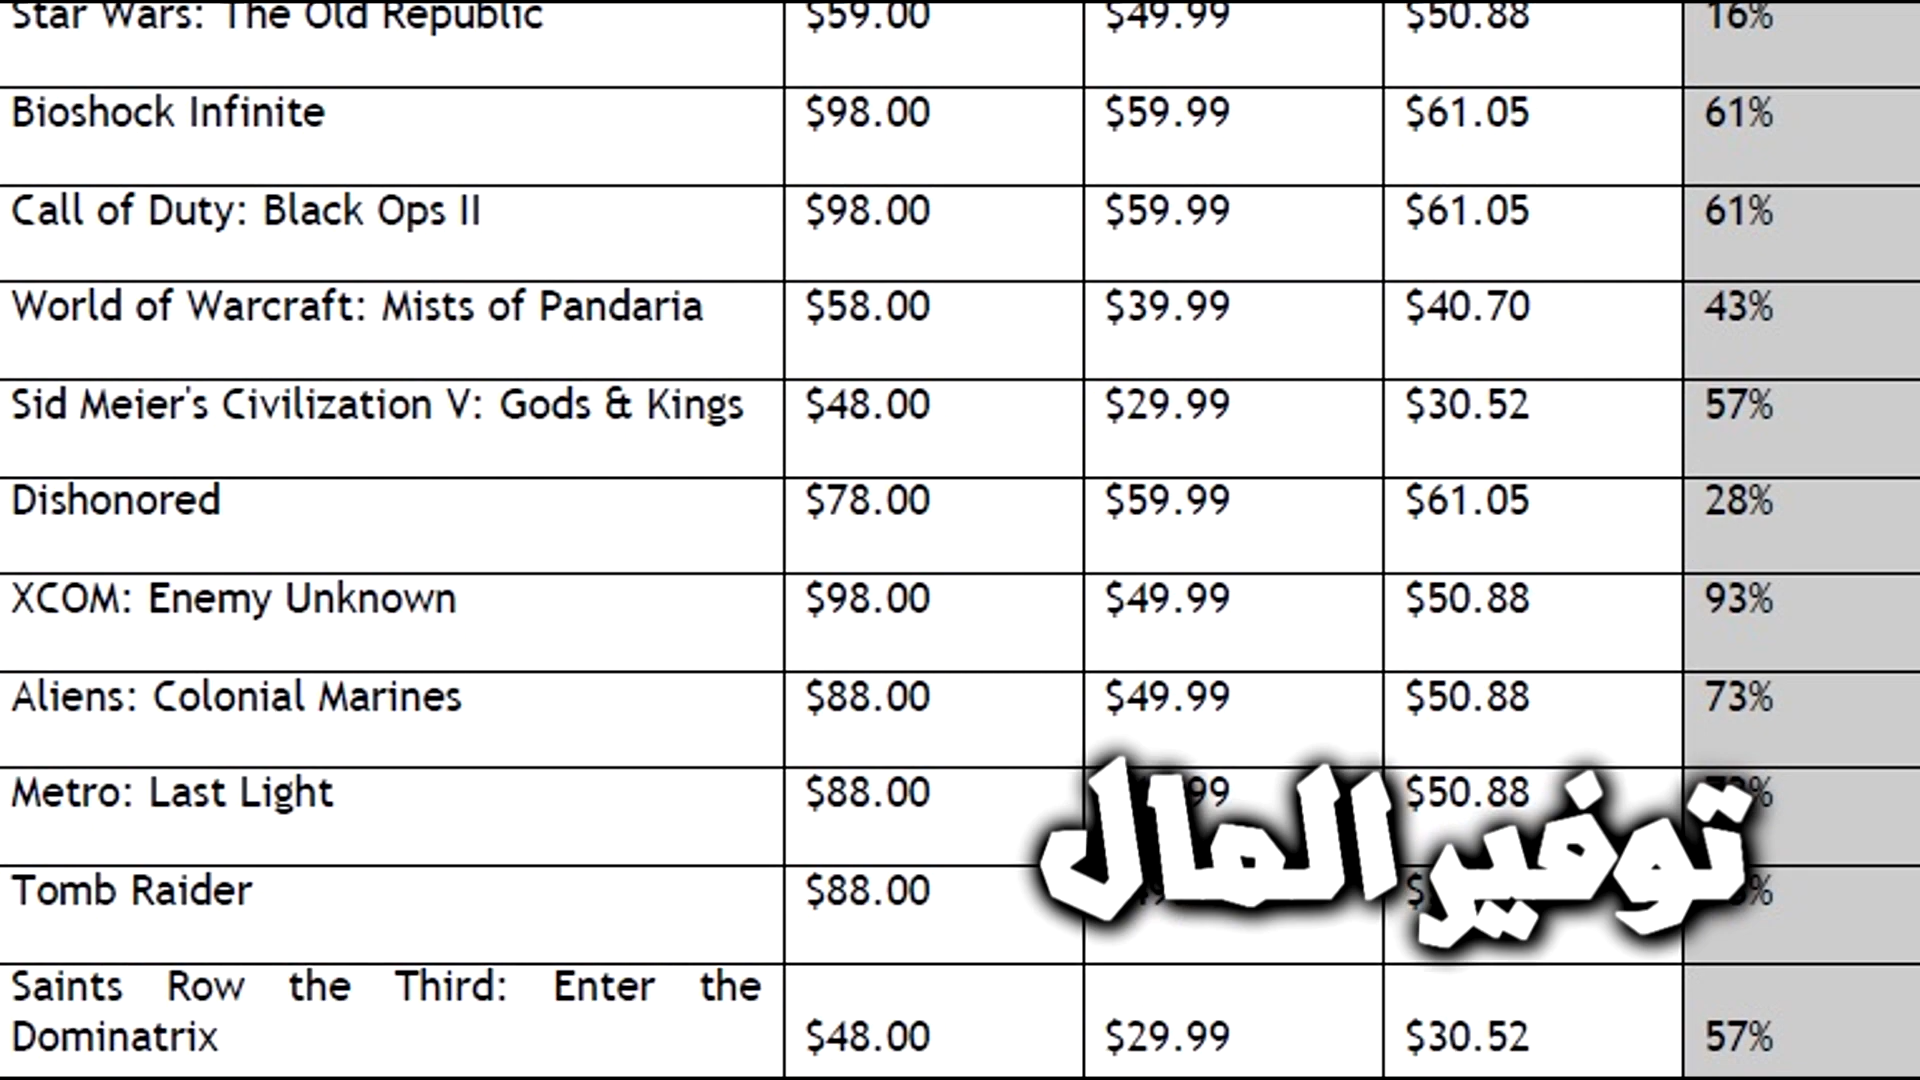 Star Wars: The Old Republic $59.00 $49.99 $50.88 16%
Bioshock Infinite $98.00 $59.99 $61.05 61%
Call of Duty: Black Ops II $98.00 $59.99 $61.05 61%
World of Warcraft: Mists of Pandaria $58.00 $39.99 $40.70 43%
Sid Meier's Civilization V: Gods & Kings $48.00 $29.99 $30.52 57%
Dishonored $78.00 $59.99 $61.05 28%
XCOM: Enemy Unknown $98.00 $49.99 $50.88 93%
Aliens: Colonial Marines $88.00 $49.99 $50.88 73%
Metro: Last Light $88.00 $50.88
توفير المال
Tomb Raider $88.00
Saints Row the Third: Enter the
Dominatrix $48.00 $29.99 $30.52 57%